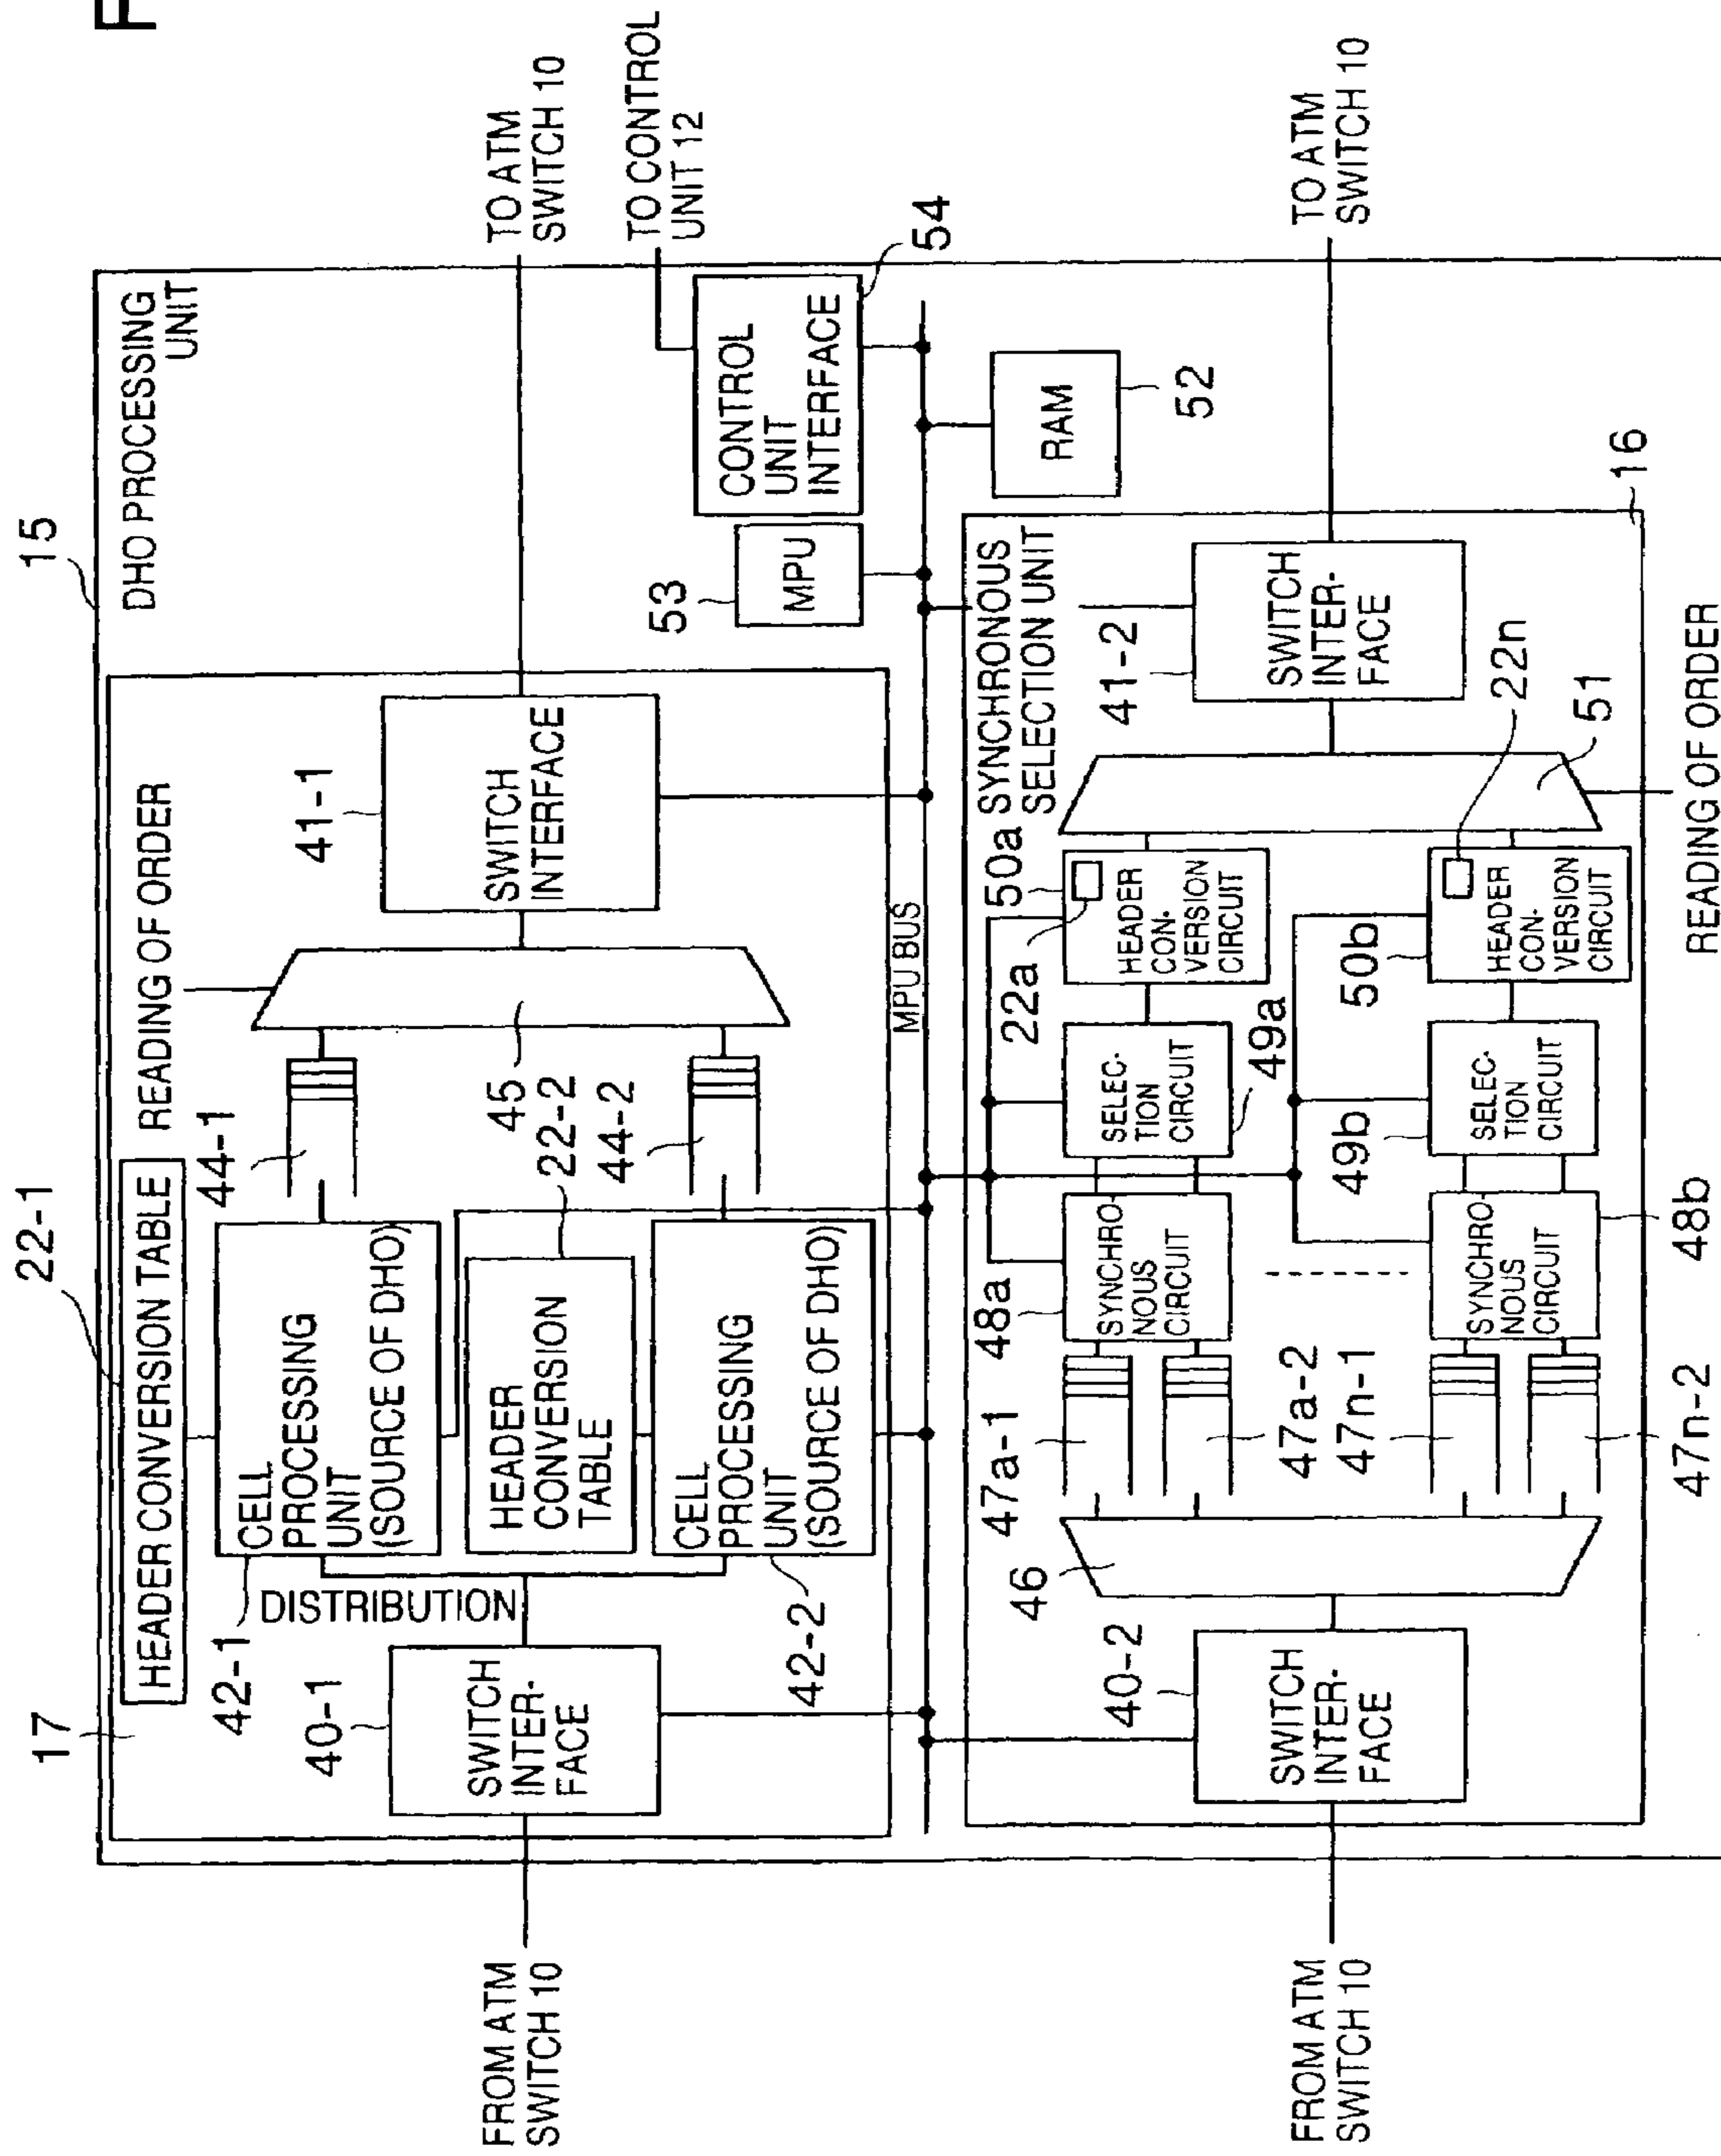 F
15
DHO PROCESSING
UNIT
TO ATM
SWITCH 10
TO CONTROL
UNIT 12
17
22-1
HEADER CONVERSION TABLE
READING OF ORDER
44-1
41-1
42-1
CELL
PROCESSING
UNIT
(SOURCE OF DHO)
DISTRIBUTION
40-1
SWITCH
INTER-
FACE
HEADER
CONVERSION
TABLE
22-2
45
44-2
SWITCH
INTERFACE
CELL
PROCESSING
UNIT
(SOURCE OF DHO)
42-2
53
MPU
CONTROL
UNIT
INTERFACE
54
FROM ATM
SWITCH 10
MPU BUS
RAM
52
SYNCHRONOUS
SELECTION UNIT
16
40-2
SWITCH
INTER-
FACE
46
47a-1
47a-2
47n-1
47n-2
48a
SYNCHRO-
NOUS
CIRCUIT
SYNCHRO-
NOUS
CIRCUIT
48b
SELEC-
TION
CIRCUIT
49a
49b
SELEC-
TION
CIRCUIT
22a
50a
HEADER
CON-
VERSION
CIRCUIT
50b
HEADER
CON-
VERSION
CIRCUIT
22n
51
41-2
SWITCH
INTER-
FACE
READING OF ORDER
TO ATM
SWITCH 10
FROM ATM
SWITCH 10